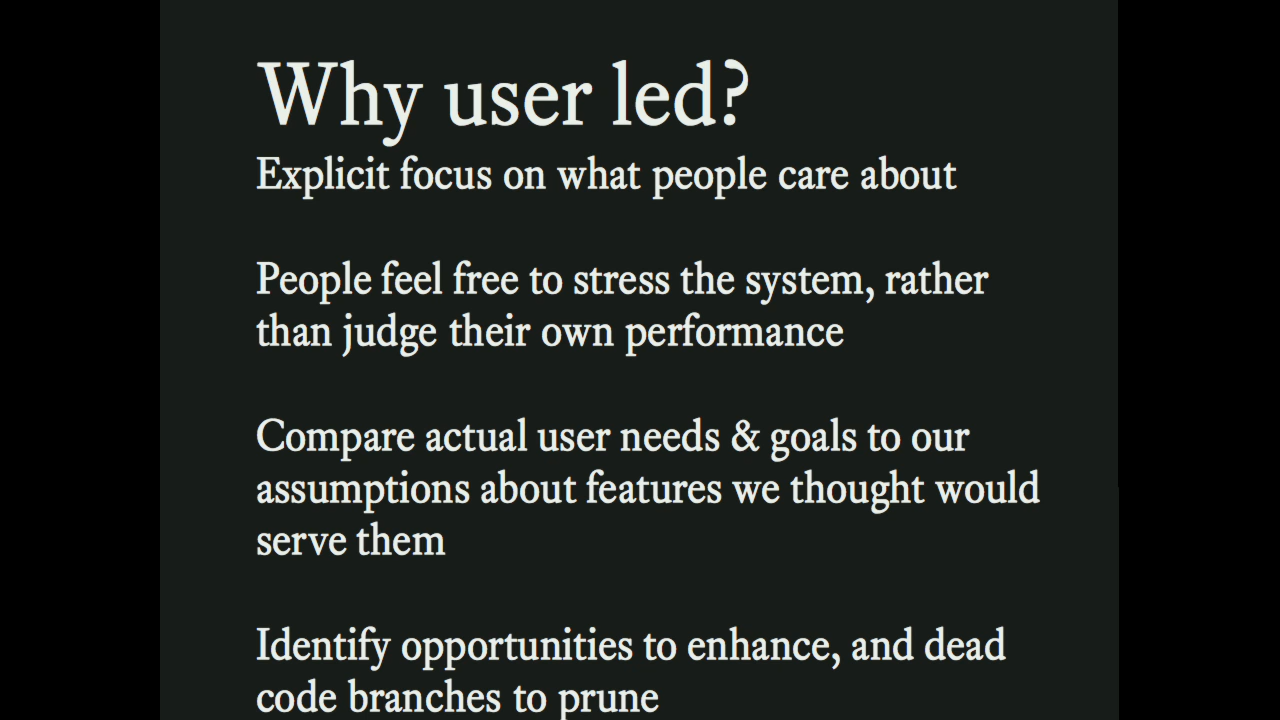 Why user led?
Explicit focus on what people care about
People feel free to stress the system, rather
than judge their own performance
Compare actual user needs & goals to our
assumptions about features we thought would
serve them
Identify opportunities to enhance, and dead
code branches to prune